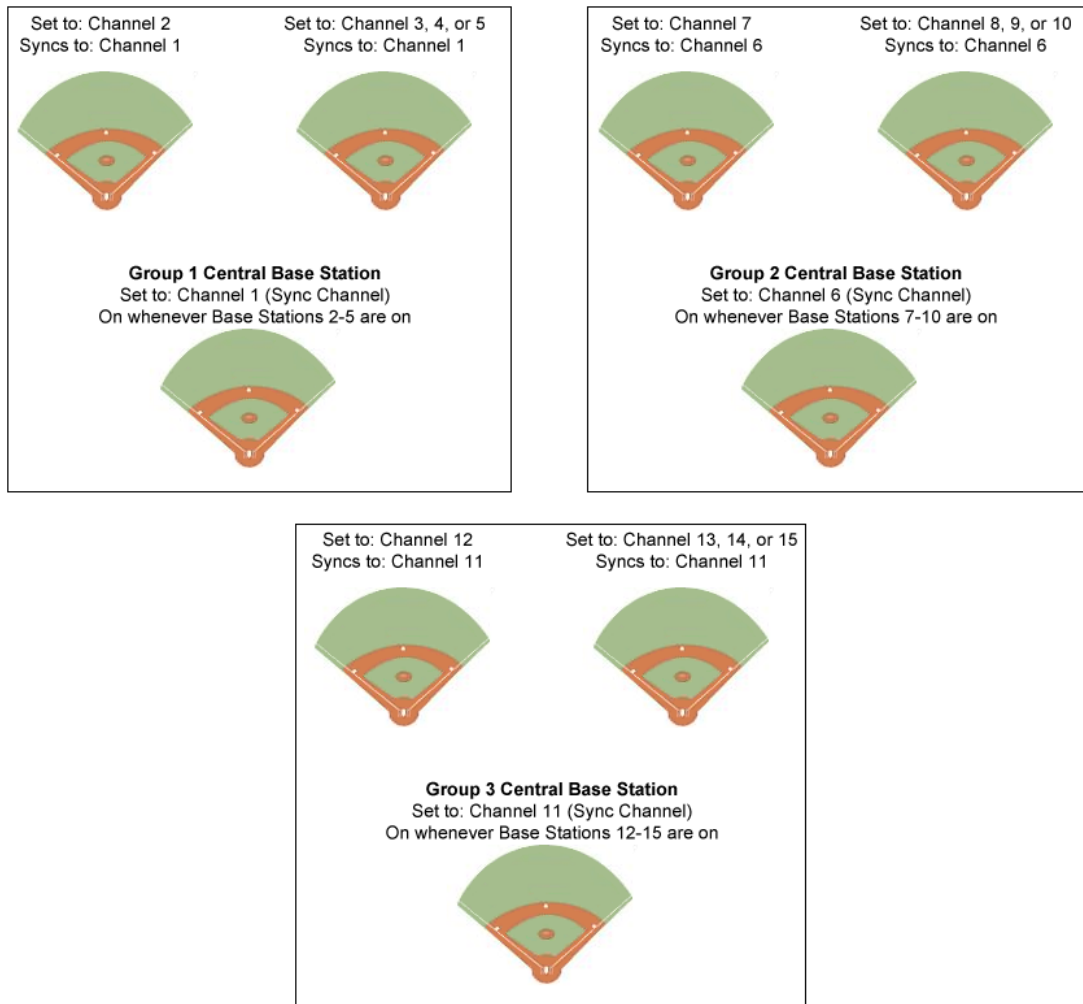 Set to: Channel 2
Syncs to: Channel 1
Set to: Channel 3, 4, or 5
Syncs to: Channel 1
Group 1 Central Base Station
Set to: Channel 1 (Sync Channel)
On whenever Base Stations 2-5 are on
Set to: Channel 7
Syncs to: Channel 6
Set to: Channel 8, 9, or 10
Syncs to: Channel 6
Group 2 Central Base Station
Set to: Channel 6 (Sync Channel)
On whenever Base Stations 7-10 are on
Set to: Channel 12
Syncs to: Channel 11
Set to: Channel 13, 14, or 15
Syncs to: Channel 11
Group 3 Central Base Station
Set to: Channel 11 (Sync Channel)
On whenever Base Stations 12-15 are on